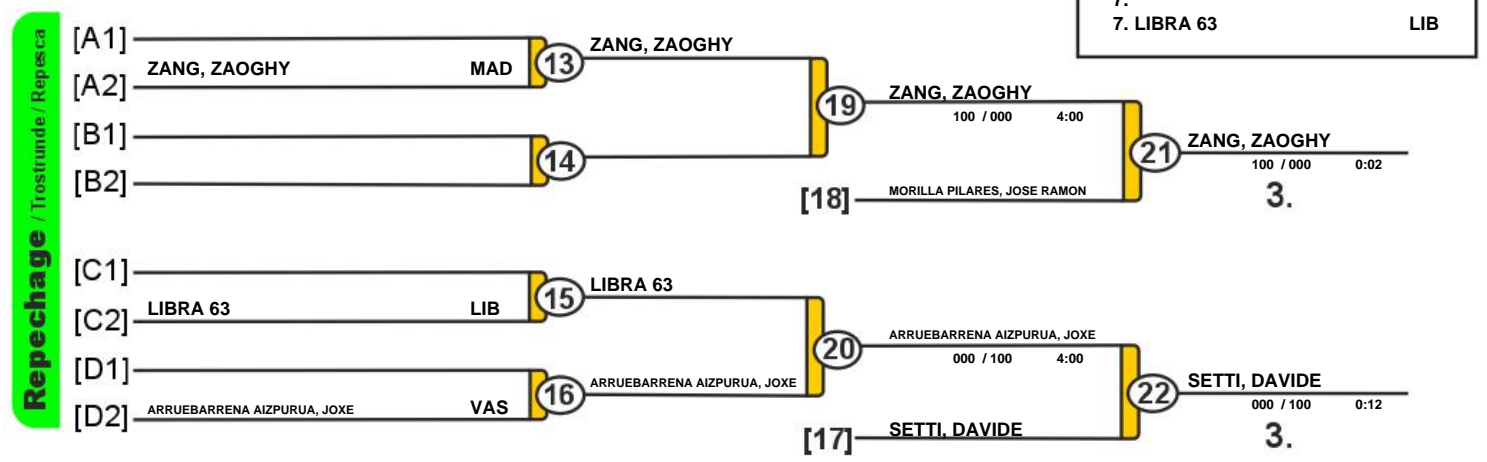 7.
7. LIBRA 63 LIB
Repechage / Trostrunde / Repesca
[A1]
ZANG, ZAOGHY
ZANG, ZAOGHY MAD
13
[A2]
19
ZANG, ZAOGHY
100 / 000 4:00
[B1]
21
ZANG, ZAOGHY
100 / 000 0:02
14
[B2]
[18]
MORILLA PILARES, JOSE RAMON
3.
[C1]
LIBRA 63
LIBRA 63 LIB
15
[C2]
20
ARRUEBARRENA AIZPURUA, JOXE
000 / 100 4:00
[D1]
ARRUEBARRENA AIZPURUA, JOXE
16
22
SETTI, DAVIDE
000 / 100 0:12
[D2]
ARRUEBARRENA AIZPURUA, JOXE VAS
[17]
SETTI, DAVIDE
3.